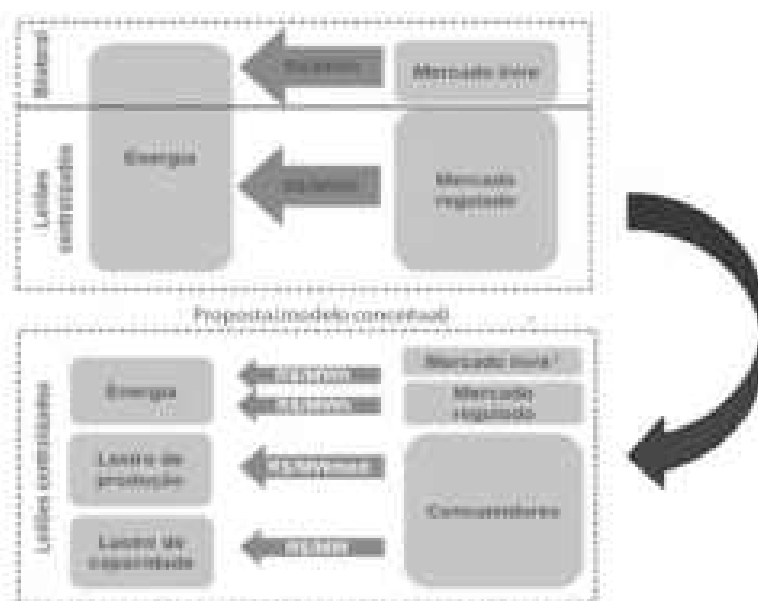 Bilateral
Mercado livre
Energia
Leilões
centralizados
Mercado
regulado
Proposta (modelo conceitual)
Mercado livre
Energia
Mercado
regulado
Leilões
Lastro de
produção
Consumidores
Lastro de
capacidade